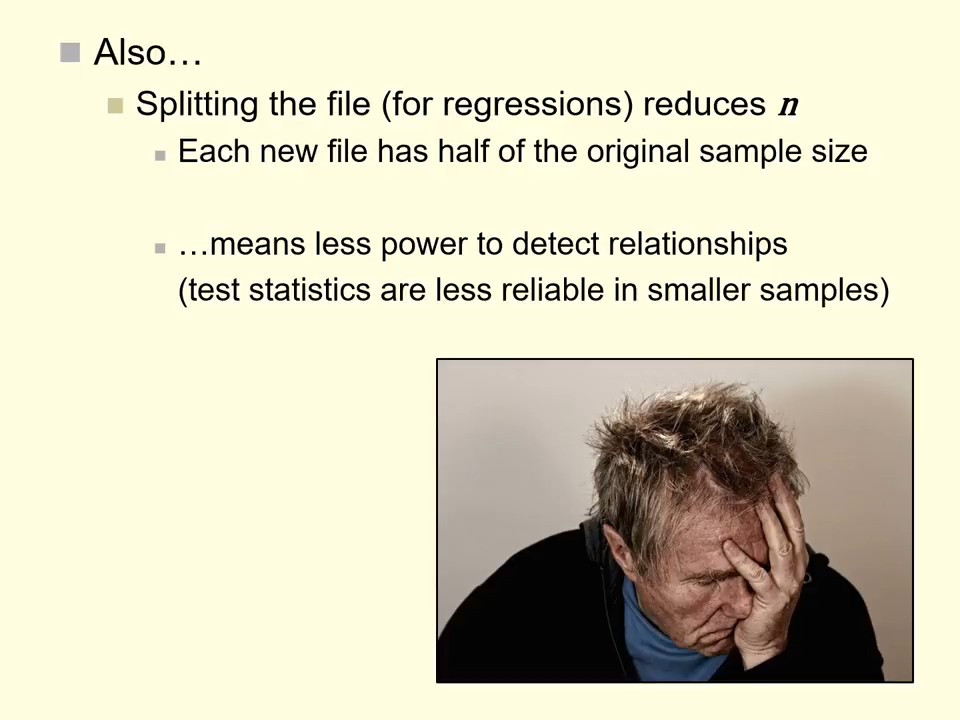 Also…
Splitting the file (for regressions) reduces n
Each new file has half of the original sample size
…means less power to detect relationships
(test statistics are less reliable in smaller samples)